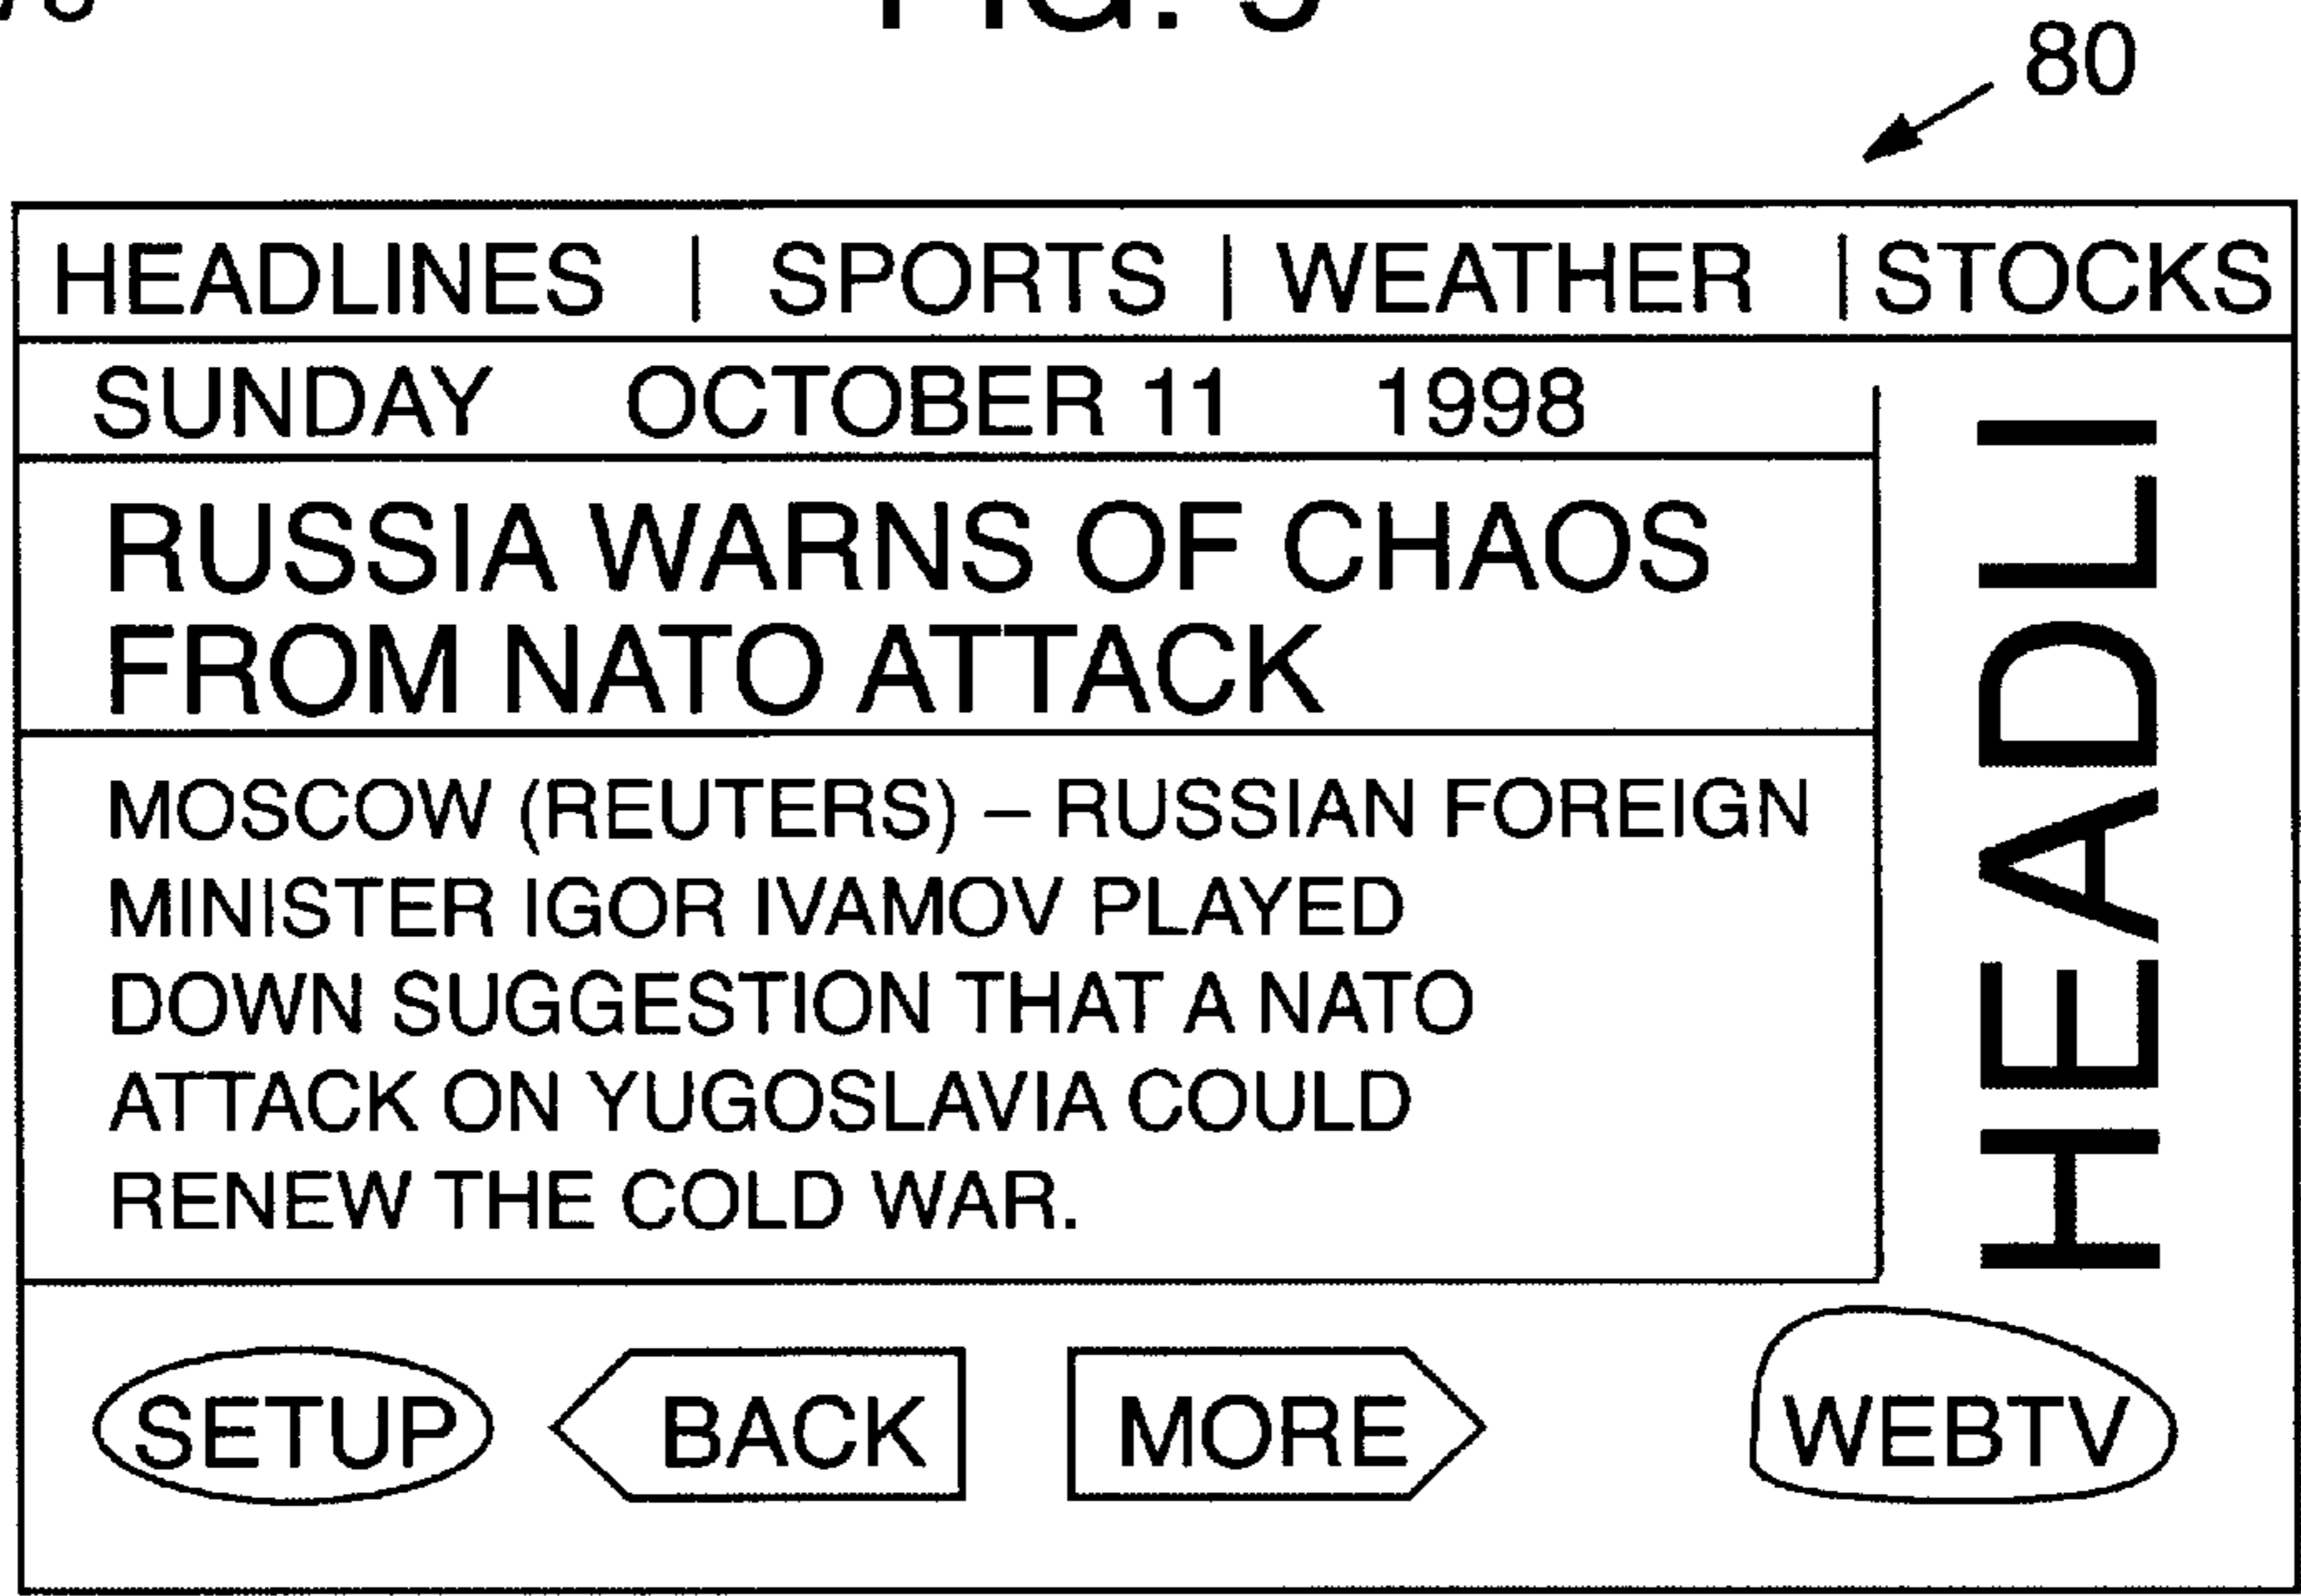 80
HEADLINES | SPORTS | WEATHER | STOCKS
SUNDAY OCTOBER 11 1998
RUSSIA WARNS OF CHAOS
FROM NATO ATTACK
MOSCOW (REUTERS) – RUSSIAN FOREIGN
MINISTER IGOR IVAMOV PLAYED
DOWN SUGGESTION THAT A NATO
ATTACK ON YUGOSLAVIA COULD
RENEW THE COLD WAR.
HEADLI
SETUP BACK MORE WEBTV